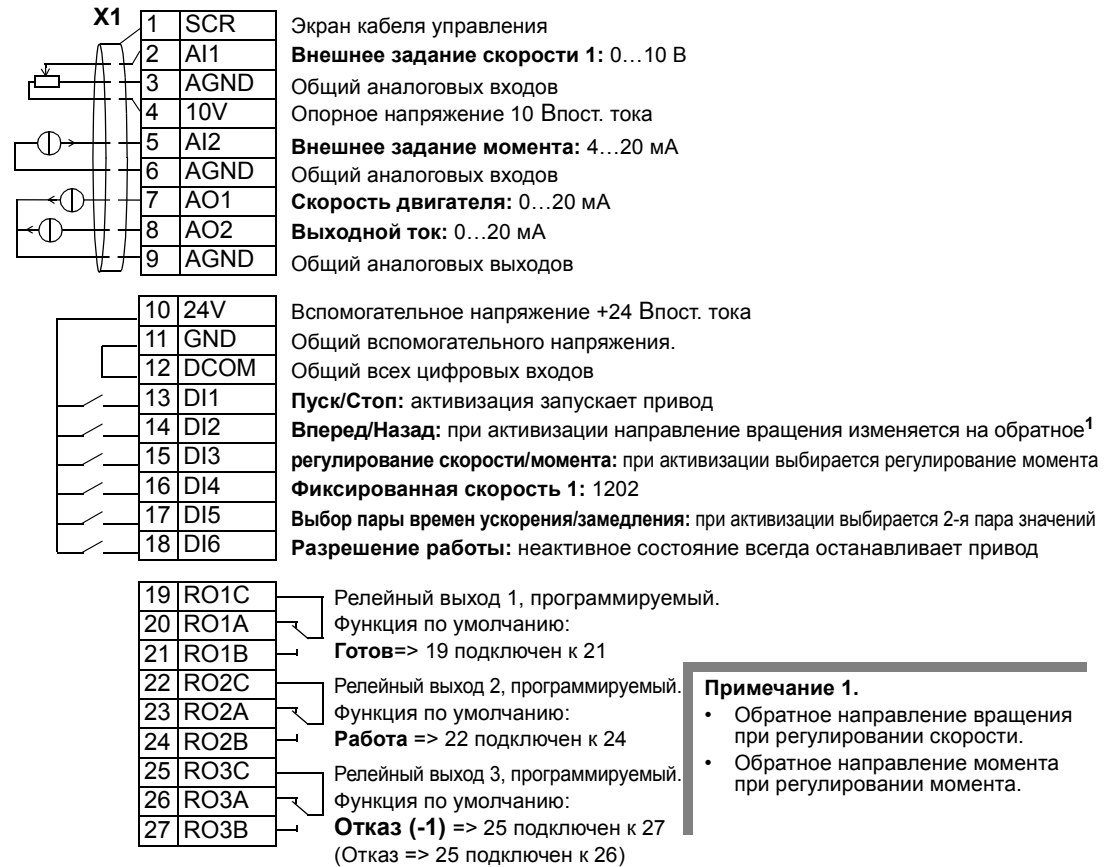 X1
1 SCR Экран кабеля управления
2 AI1 Внешнее задание скорости 1: 0…10 В
3 AGND Общий аналоговых входов
4 10V Опорное напряжение 10 Впост. тока
5 AI2 Внешнее задание момента: 4…20 мА
6 AGND Общий аналоговых входов
7 AO1 Скорость двигателя: 0…20 мА
8 AO2 Выходной ток: 0…20 мА
9 AGND Общий аналоговых выходов
10 24V Вспомогательное напряжение +24 Впост. тока
11 GND Общий вспомогательного напряжения.
12 DCOM Общий всех цифровых входов
13 DI1 Пуск/Стоп: активизация запускает привод
14 DI2 Вперед/Назад: при активизации направление вращения изменяется на обратное1
15 DI3 регулирование скорости/момента: при активизации выбирается регулирование момента
16 DI4 Фиксированная скорость 1: 1202
17 DI5 Выбор пары времен ускорения/замедления: при активизации выбирается 2-я пара значений
18 DI6 Разрешение работы: неактивное состояние всегда останавливает привод
19 RO1C Релейный выход 1, программируемый.
20 RO1A Функция по умолчанию:
21 RO1B Готов=> 19 подключен к 21
22 RO2C Релейный выход 2, программируемый.
23 RO2A Функция по умолчанию:
24 RO2B Работа => 22 подключен к 24
25 RO3C Релейный выход 3, программируемый.
26 RO3A Функция по умолчанию:
27 RO3B Отказ (-1) => 25 подключен к 27
(Отказ => 25 подключен к 26)
Примечание 1.
• Обратное направление вращения
при регулировании скорости.
• Обратное направление момента
при регулировании момента.